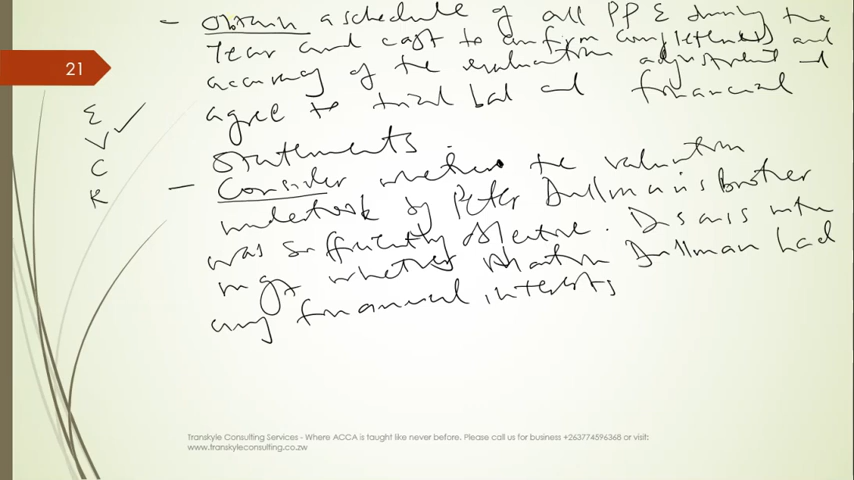 - obtain a schedule of all PPE during the
year and cast to confirm completeness and
accuracy of the revaluation adjustment and
agree to trial bal and financial
statements.
21
E
V ✓
C
R
- Consider whether the valuation
undertook by Peter Dullman's brother
was sufficiently objective. Discuss with
mgt whether Dullman had
any financial interests
Transkyle Consulting Services - Where ACCA is taught like never before. Please call us for business +263774596368 or visit:
www.transkyleconsulting.co.zw